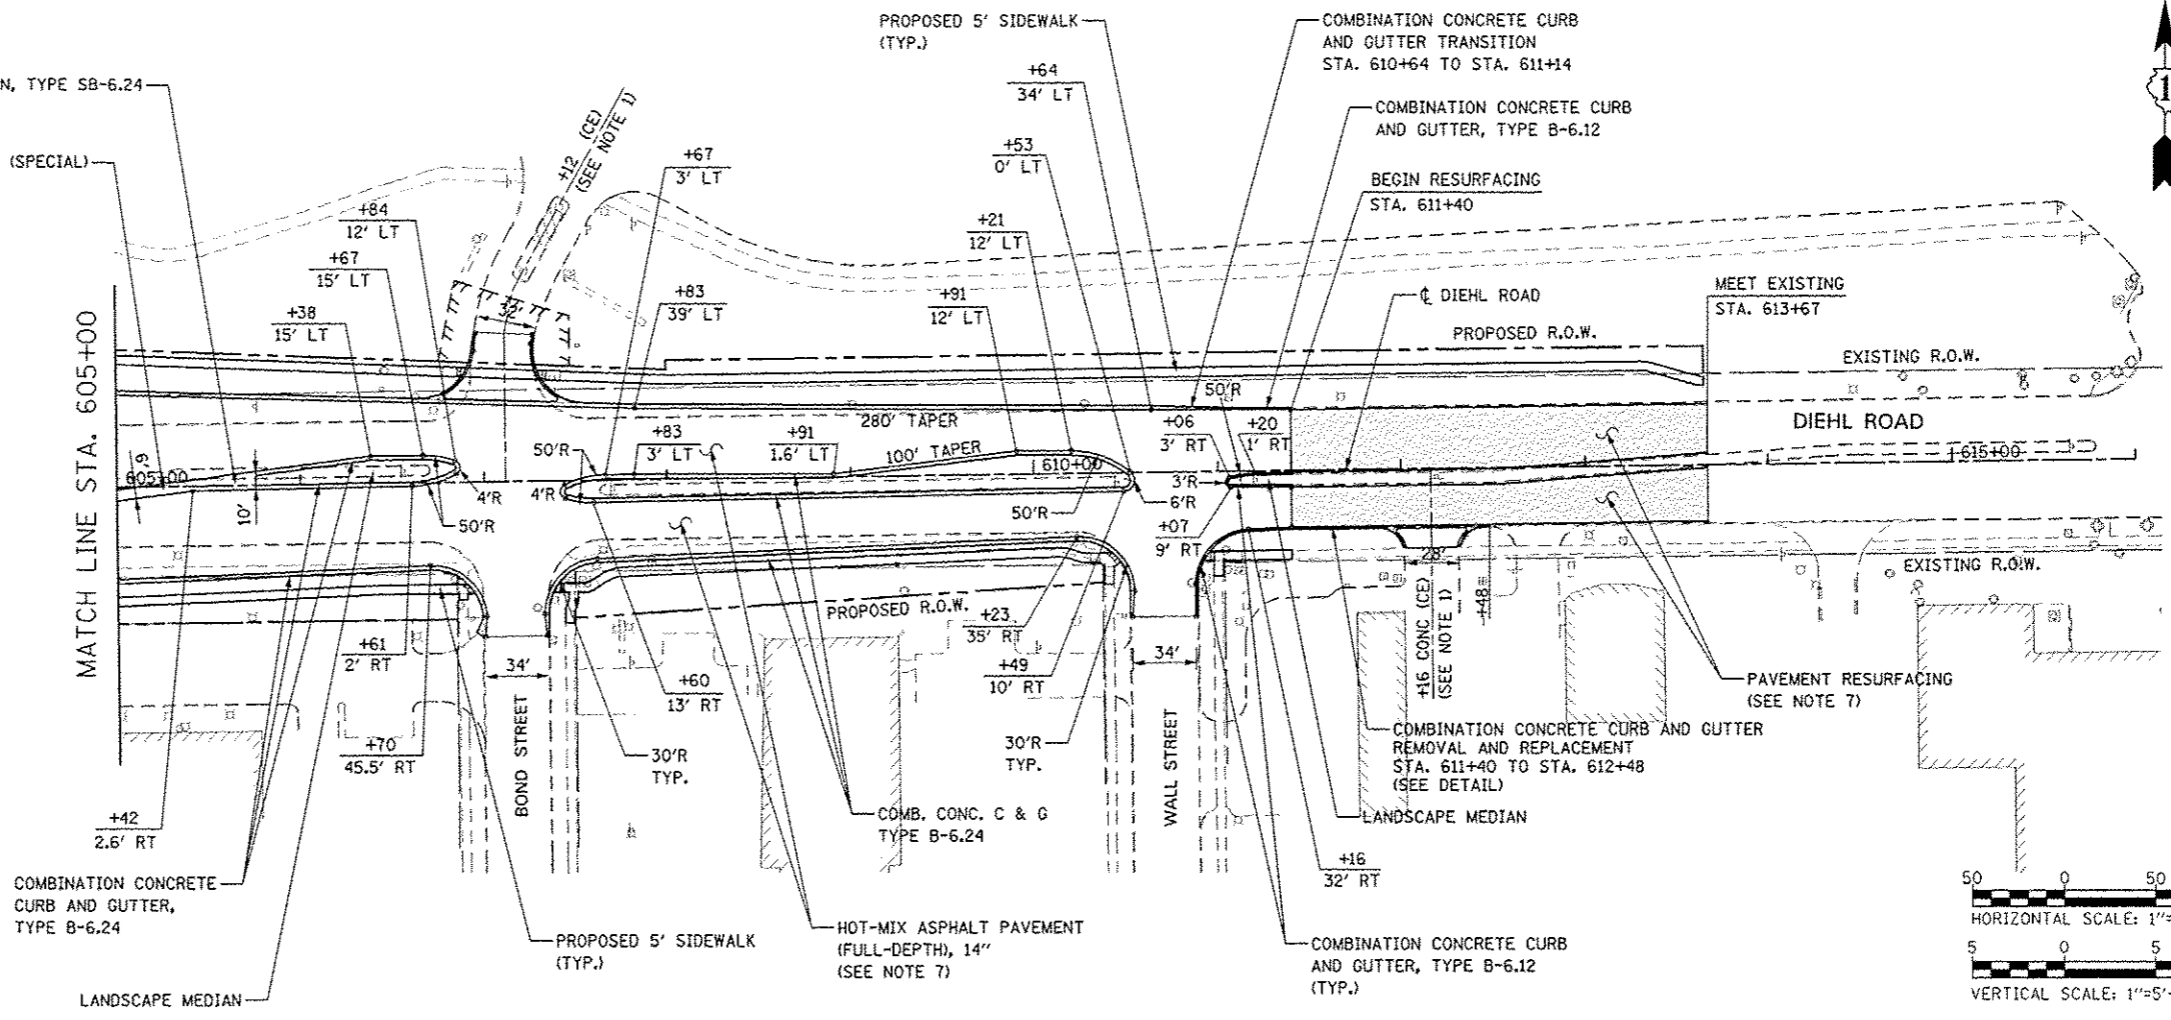 PROPOSED 5' SIDEWALK
(TYP.)
COMBINATION CONCRETE CURB
AND GUTTER TRANSITION
STA. 610+64 TO STA. 611+14
N, TYPE SB-6.24
+64
34' LT
COMBINATION CONCRETE CURB
AND GUTTER, TYPE B-6.12
1
(SPECIAL)
+12 (CE)
(SEE NOTE 1)
+67
3' LT
+53
0' LT
BEGIN RESURFACING
STA. 611+40
+84
12' LT
+21
12' LT
+67
15' LT
+83
39' LT
+91
12' LT
℄ DIEHL ROAD
MEET EXISTING
STA. 613+67
+38
15' LT
32'
PROPOSED R.O.W.
EXISTING R.O.W.
MATCH LINE STA. 605+00
50'R
280' TAPER
DIEHL ROAD
+83
3' LT
+91
1.6' LT
100' TAPER
+06
3' RT
+20
1' RT
50'R
610+00
615+00
605+00
6'
10'
4'R
50'R
4'R
50'R
6'R
3'R
+07
9' RT
28'
EXISTING R.O.W.
PROPOSED R.O.W.
+23
35' RT
+16 CONC (CE)
(SEE NOTE 1)
+48
+61
2' RT
34'
+60
13' RT
+49
10' RT
34'
PAVEMENT RESURFACING
(SEE NOTE 7)
+70
45.5' RT
BOND STREET
30'R
TYP.
30'R
TYP.
WALL STREET
COMBINATION CONCRETE CURB AND GUTTER
REMOVAL AND REPLACEMENT
STA. 611+40 TO STA. 612+48
(SEE DETAIL)
+42
2.6' RT
COMB. CONC. C & G
TYPE B-6.24
LANDSCAPE MEDIAN
+16
32' RT
COMBINATION CONCRETE
CURB AND GUTTER,
TYPE B-6.24
50 0 50
HORIZONTAL SCALE: 1"=
PROPOSED 5' SIDEWALK
(TYP.)
HOT-MIX ASPHALT PAVEMENT
(FULL-DEPTH), 14"
(SEE NOTE 7)
COMBINATION CONCRETE CURB
AND GUTTER, TYPE B-6.12
(TYP.)
5 0 5
VERTICAL SCALE: 1"=5'
LANDSCAPE MEDIAN